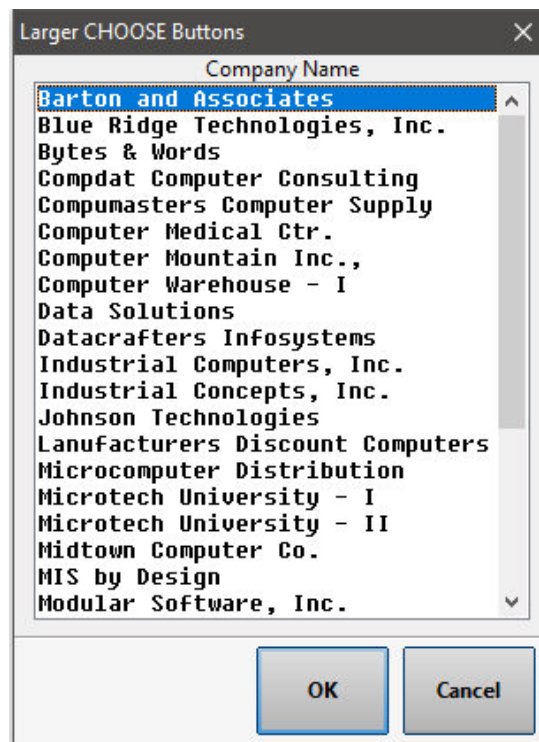 Larger CHOOSE Buttons
Company Name
Barton and Associates
Blue Ridge Technologies, Inc.
Bytes & Words
Compdat Computer Consulting
Compumasters Computer Supply
Computer Medical Ctr.
Computer Mountain Inc.,
Computer Warehouse - I
Data Solutions
Datacrafters Infosystems
Industrial Computers, Inc.
Industrial Concepts, Inc.
Johnson Technologies
Lanufacturers Discount Computers
Microcomputer Distribution
Microtech University - I
Microtech University - II
Midtown Computer Co.
MIS by Design
Modular Software, Inc.
OK Cancel